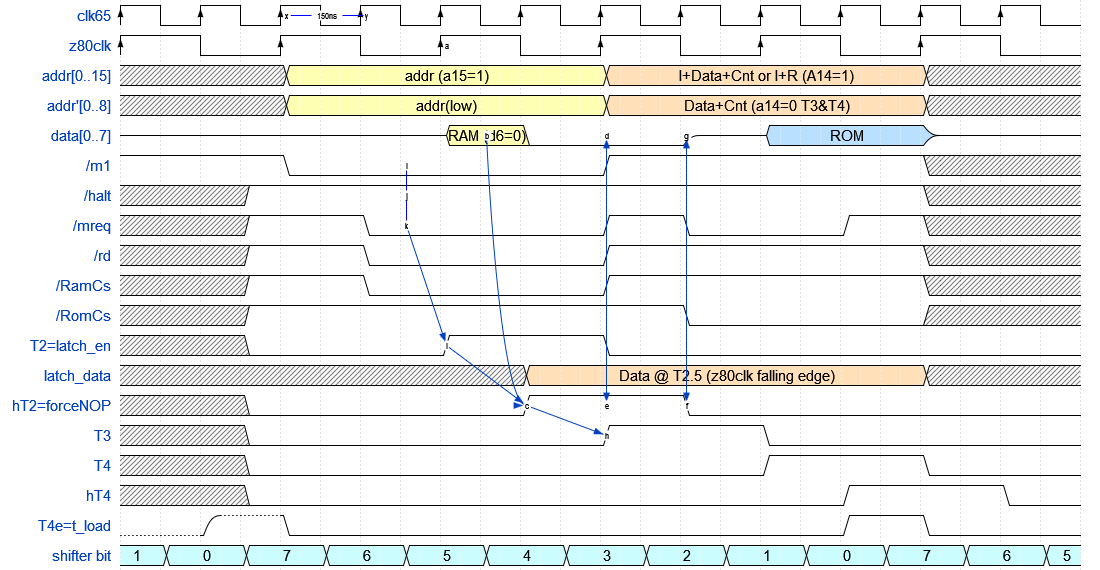 clk65 x 150ns y
z80clk a
addr[0..15] addr (a15=1) I+Data+Cnt or I+R (A14=1)
addr'[0..8] addr(low) Data+Cnt (a14=0 T3&T4)
data[0..7] RAM b d6=0) d g ROM
/m1 i
/halt j
/mreq k
/rd
/RamCs
/RomCs
T2=latch_en l
latch_data Data @ T2.5 (z80clk falling edge)
hT2=forceNOP c e f
T3 h
T4
hT4
T4e=t_load
shifter bit 1 0 7 6 5 4 3 2 1 0 7 6 5